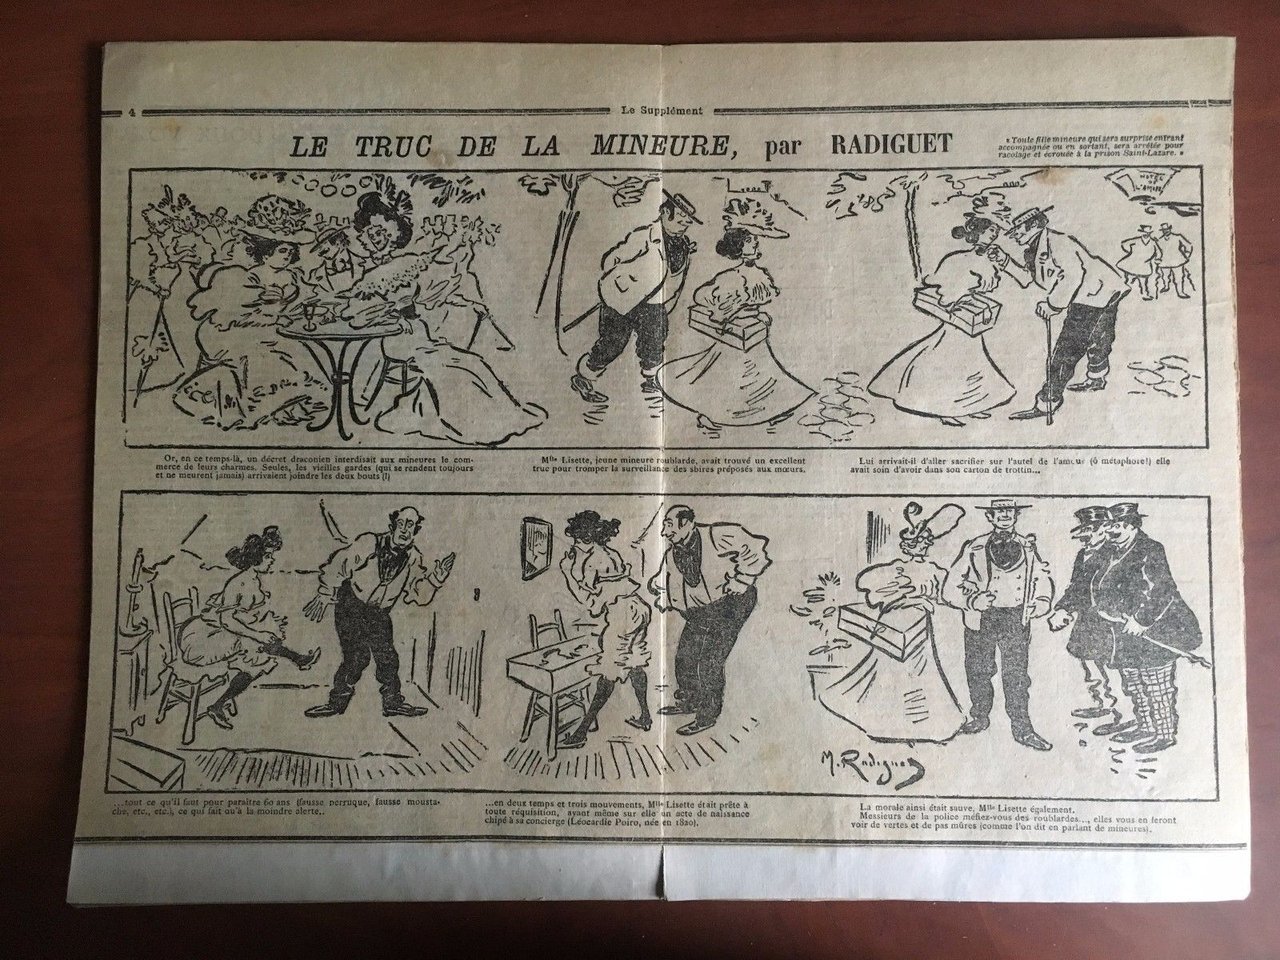 4
Le Supplément
LE TRUC DE LA MINEURE, par RADIGUET
« Toute fille mineure qui sera surprise entrant
accompagnée ou en sortant, sera arrêtée pour
racolage et écrouée à la prison Saint-Lazare. »
Or, en ce temps-là, un décret draconien interdisait aux mineures le com-
merce de leurs charmes. Seules, les vieilles gardes (qui se rendent toujours
et ne meurent jamais) arrivaient joindre les deux bouts (!)
Mlle Lisette, jeune mineure roublarde, avait trouvé un excellent
truc pour tromper la surveillance des sbires préposés aux mœurs.
Lui arrivait-il d'aller sacrifier sur l'autel de l'amour (ô métaphore!) elle
avait soin d'avoir dans son carton de trottin...
...tout ce qu'il faut pour paraître 60 ans (fausse perruque, fausse mousta-
che, etc., etc.), ce qui fait qu'à la moindre alerte...
...en deux temps et trois mouvements, Mlle Lisette était prête à
toute réquisition, ayant même sur elle un acte de naissance
chipé à sa concierge (Léocardie Poiro, née en 1820).
M. Radiguet
La morale ainsi était sauve, Mlle Lisette également.
Messieurs de la police méfiez-vous des roublardes..., elles vous en feront
voir de vertes et de pas mûres (comme l'on dit en parlant de mineures).